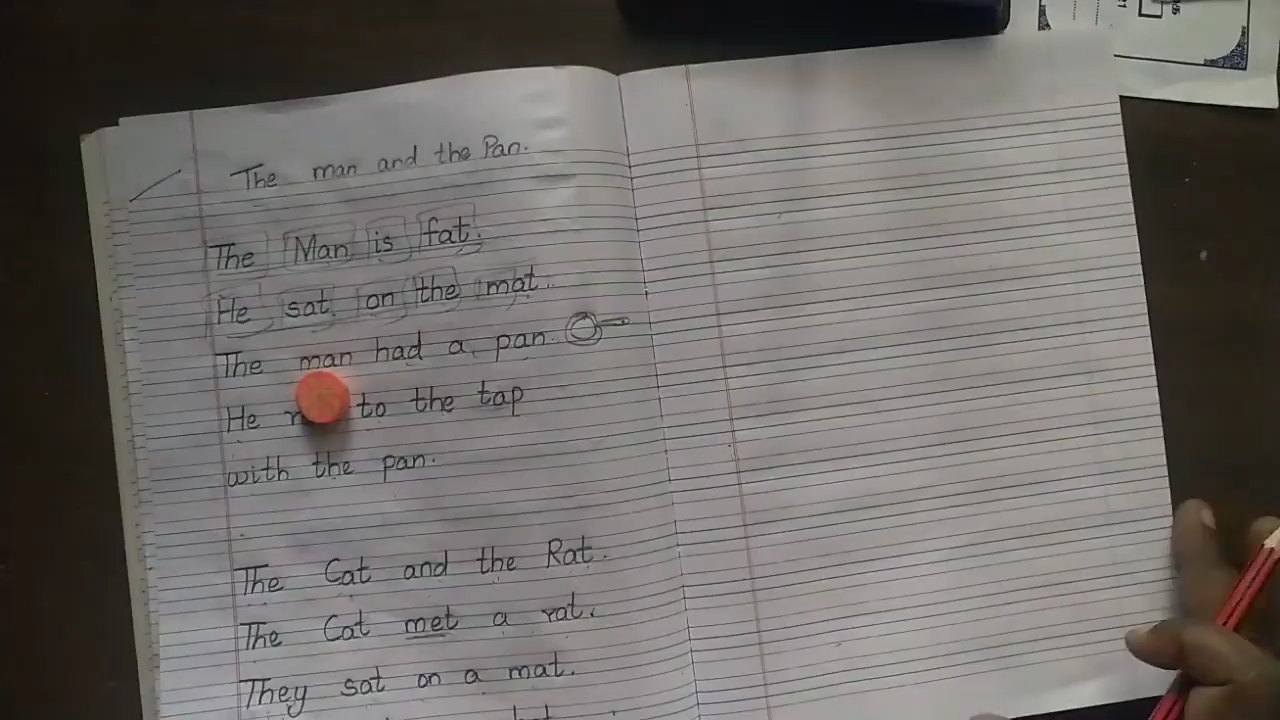 The man and the Pan.
The Man is fat.
He sat on the mat.
The man had a pan.
He to the tap
with the pan.
The Cat and the Rat.
The Cat met a rat.
They sat on a mat.